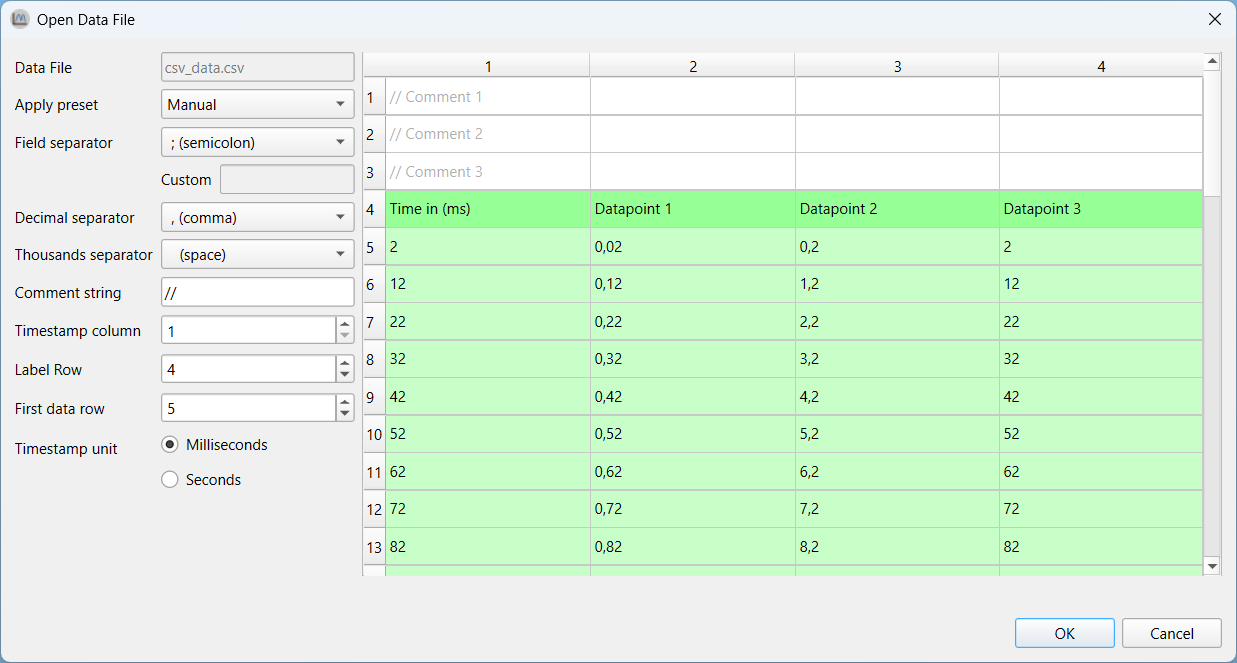 Open Data File
Data File csv_data.csv
Apply preset Manual
Field separator ; (semicolon)
Custom
Decimal separator , (comma)
Thousands separator (space)
Comment string //
Timestamp column 1
Label Row 4
First data row 5
Timestamp unit Milliseconds
Seconds
1 2 3 4
1 // Comment 1
2 // Comment 2
3 // Comment 3
4 Time in (ms) Datapoint 1 Datapoint 2 Datapoint 3
5 2 0,02 0,2 2
6 12 0,12 1,2 12
7 22 0,22 2,2 22
8 32 0,32 3,2 32
9 42 0,42 4,2 42
10 52 0,52 5,2 52
11 62 0,62 6,2 62
12 72 0,72 7,2 72
13 82 0,82 8,2 82
OK Cancel